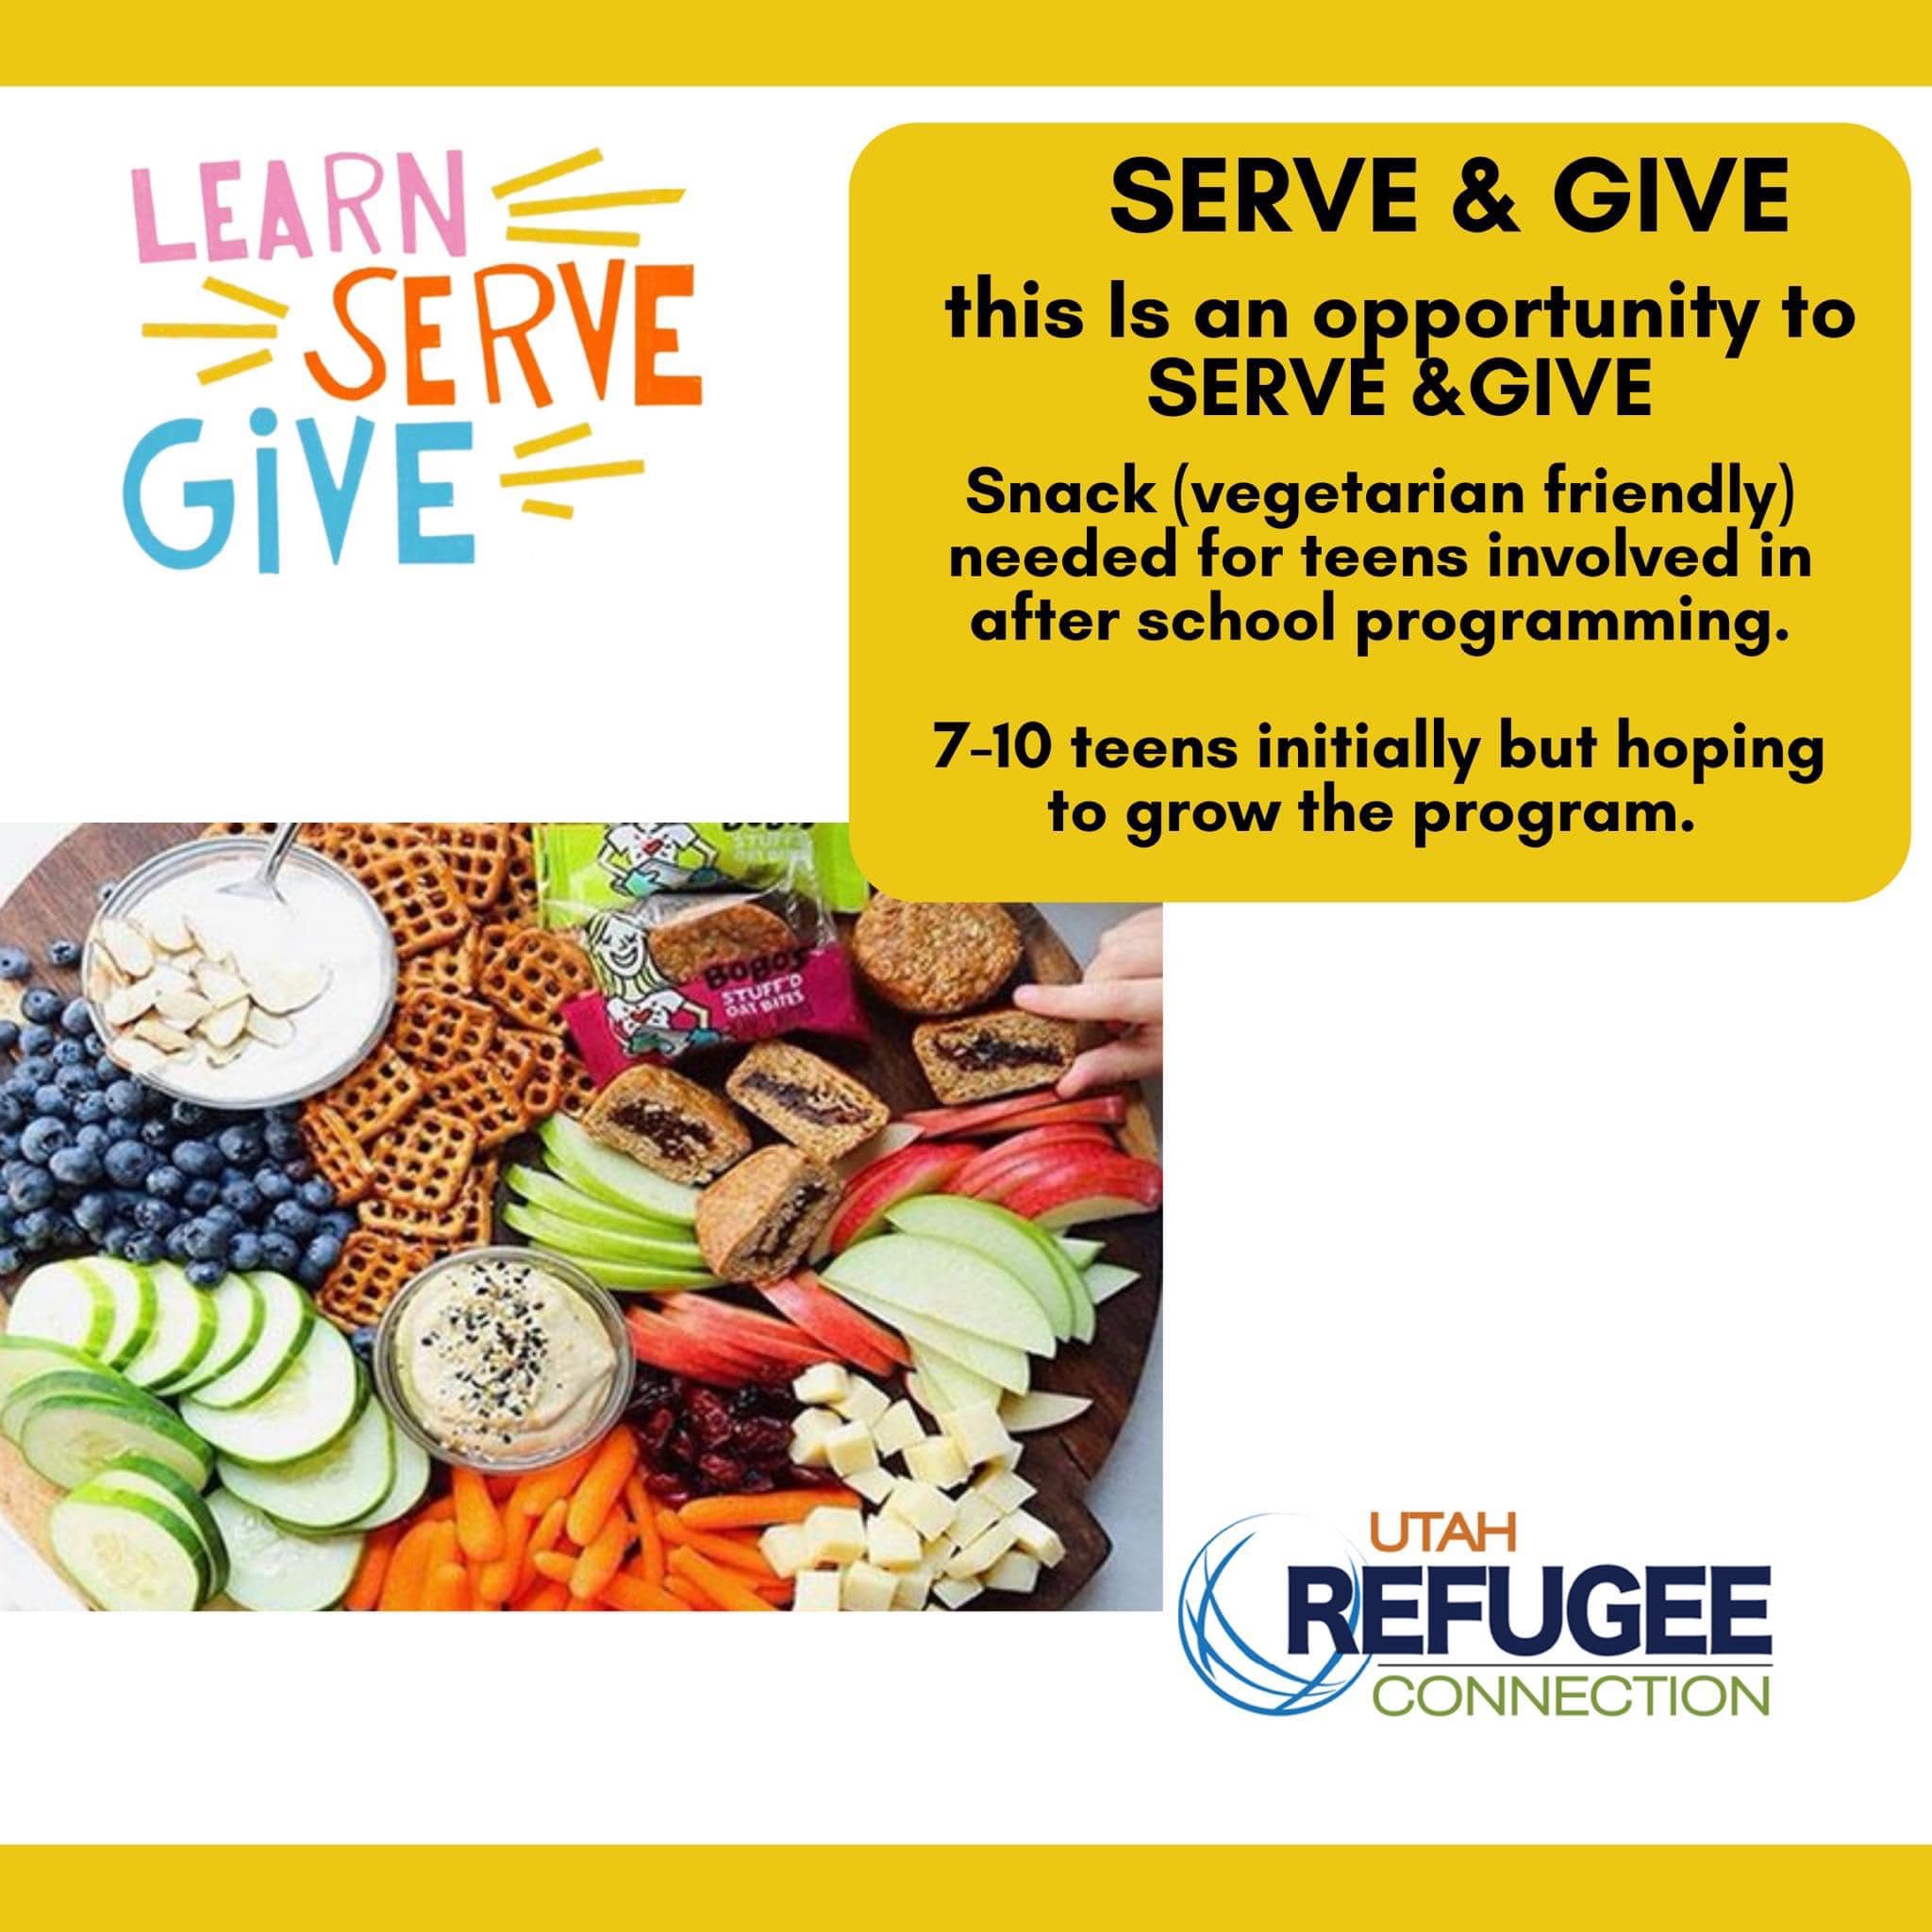 LEARN
SERVE
GiVE
SERVE & GIVE
this Is an opportunity to
SERVE &GIVE
Snack (vegetarian friendly)
needed for teens involved in
after school programming.
7-10 teens initially but hoping
to grow the program.
BOBO'S
STUFF'D
OAT BITES
UTAH
REFUGEE
CONNECTION